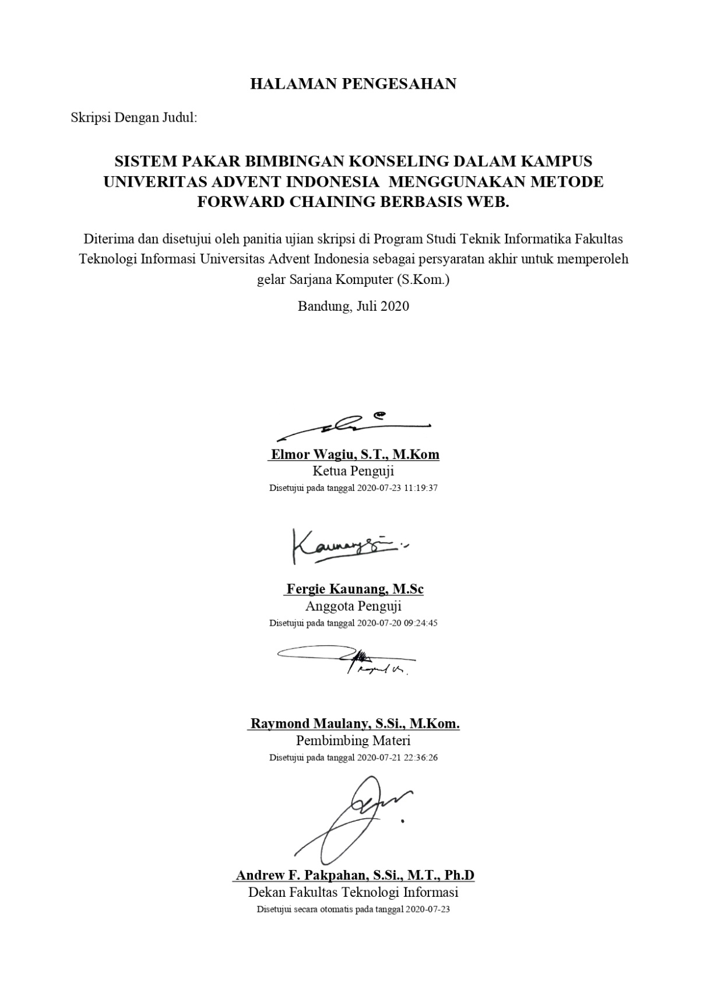 HALAMAN PENGESAHAN
Skripsi Dengan Judul:
SISTEM PAKAR BIMBINGAN KONSELING DALAM KAMPUS
UNIVERITAS ADVENT INDONESIA  MENGGUNAKAN METODE
FORWARD CHAINING BERBASIS WEB.
Diterima dan disetujui oleh panitia ujian skripsi di Program Studi Teknik Informatika Fakultas
Teknologi Informasi Universitas Advent Indonesia sebagai persyaratan akhir untuk memperoleh
gelar Sarjana Komputer (S.Kom.)
Bandung, Juli 2020
Elmor Wagiu, S.T., M.Kom
Ketua Penguji
Disetujui pada tanggal 2020-07-23 11:19:37
Fergie Kaunang, M.Sc
Anggota Penguji
Disetujui pada tanggal 2020-07-20 09:24:45
Raymond Maulany, S.Si., M.Kom.
Pembimbing Materi
Disetujui pada tanggal 2020-07-21 22:36:26
Andrew F. Pakpahan, S.Si., M.T., Ph.D
Dekan Fakultas Teknologi Informasi
Disetujui secara otomatis pada tanggal 2020-07-23